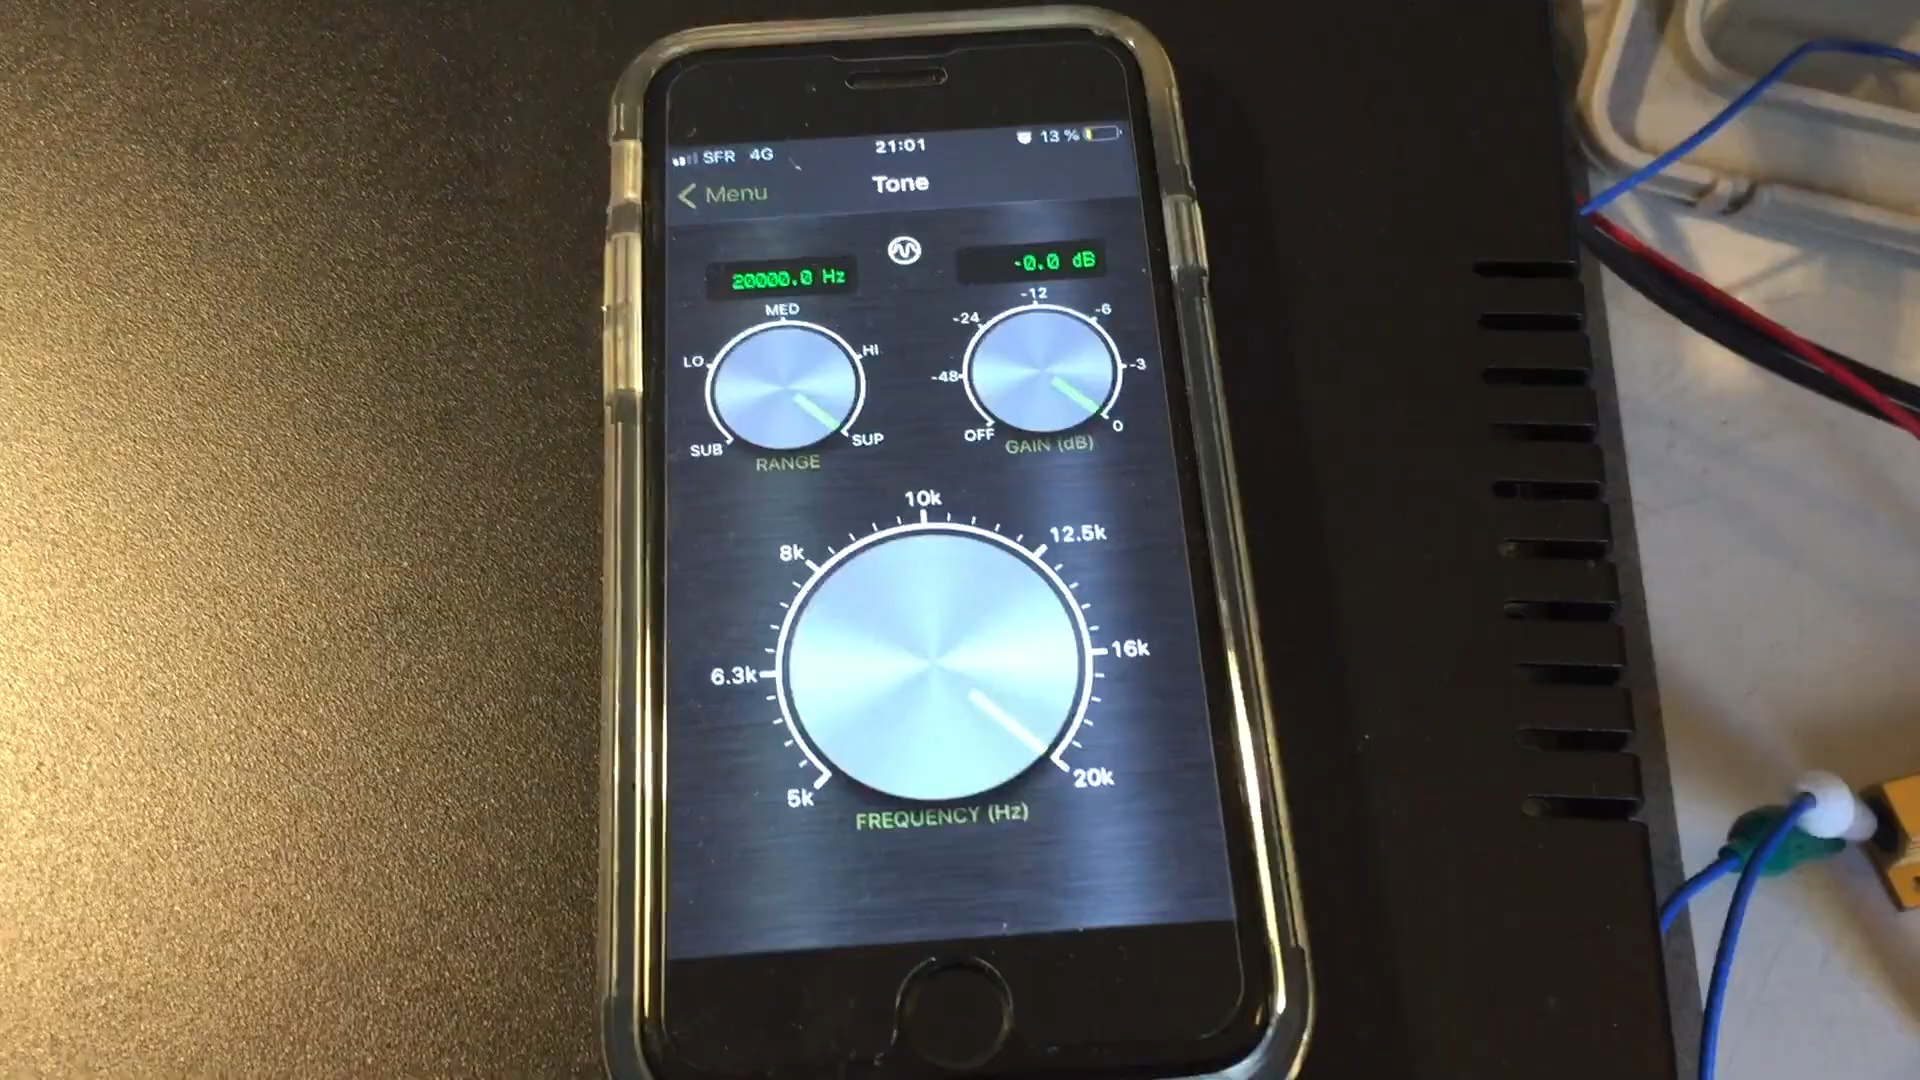 SFR 4G 21:01 13 %
Menu Tone
20000.0 Hz -0.0 dB
MED -12
LO HI -24 -6
-48 -3
SUB SUP OFF 0
RANGE GAIN (dB)
10k
8k 12.5k
6.3k 16k
5k 20k
FREQUENCY (Hz)